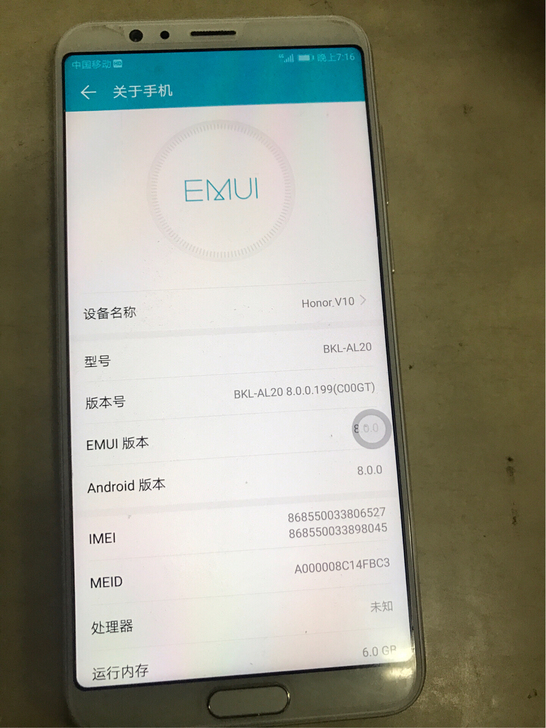 中国移动HD 晚上7:16
关于手机
EMUI
设备名称 Honor.V10
型号 BKL-AL20
版本号 BKL-AL20 8.0.0.199(C00GT)
EMUI 版本 8.0.0
Android 版本 8.0.0
IMEI 868550033806527
868550033898045
MEID A000008C14FBC3
处理器 未知
运行内存 6.0 GB